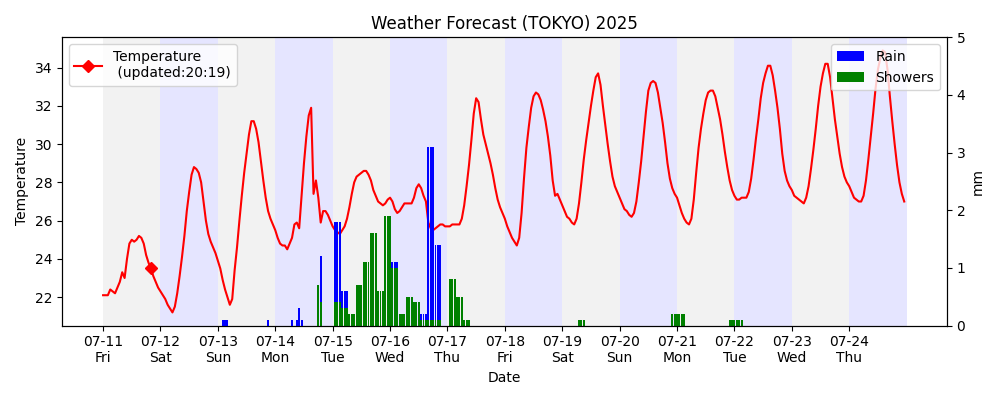 Weather Forecast (TOKYO) 2025
Temperature
(updated:20:19)
Rain
Showers
Temperature
34
32
30
28
26
24
22
5
4
3
2
1
0
mm
07-11 07-12 07-13 07-14 07-15 07-16 07-17 07-18 07-19 07-20 07-21 07-22 07-23 07-24
Fri Sat Sun Mon Tue Wed Thu Fri Sat Sun Mon Tue Wed Thu
Date